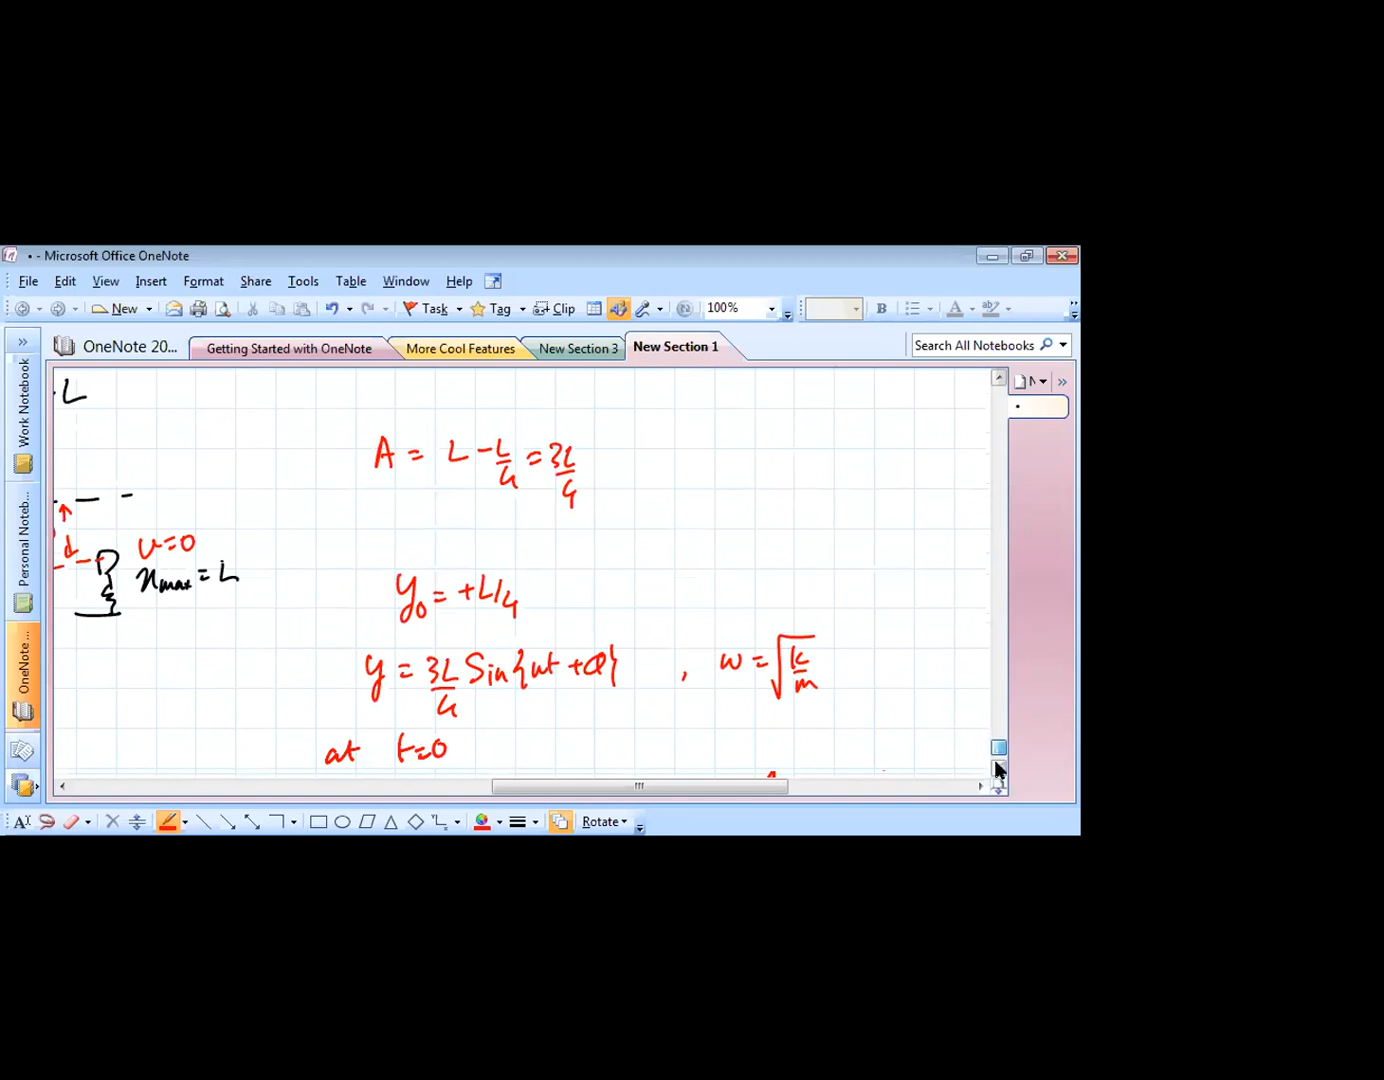 • - Microsoft Office OneNote
File Edit View Insert Format Share Tools Table Window Help
New Task Tag Clip 100% B A ab
OneNote 20... Getting Started with OneNote More Cool Features New Section 3 New Section 1 Search All Notebooks
Work Notebook
Personal Noteb...
OneNote...
N
L
A = L - L/4 = 3L/4
d
v=0
xmax = L
y0 = +L/4
y = 3L/4 Sin{ωt + Φ} , ω = √k/m
at t=0
A Rotate